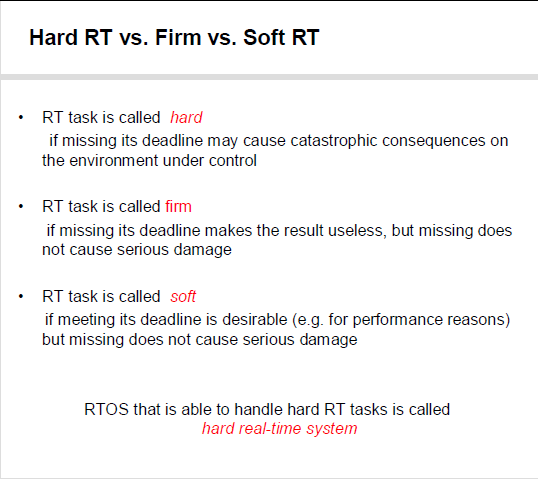 Hard RT vs. Firm vs. Soft RT
• RT task is called hard
if missing its deadline may cause catastrophic consequences on
the environment under control
• RT task is called firm
if missing its deadline makes the result useless, but missing does
not cause serious damage
• RT task is called soft
if meeting its deadline is desirable (e.g. for performance reasons)
but missing does not cause serious damage
RTOS that is able to handle hard RT tasks is called
hard real-time system